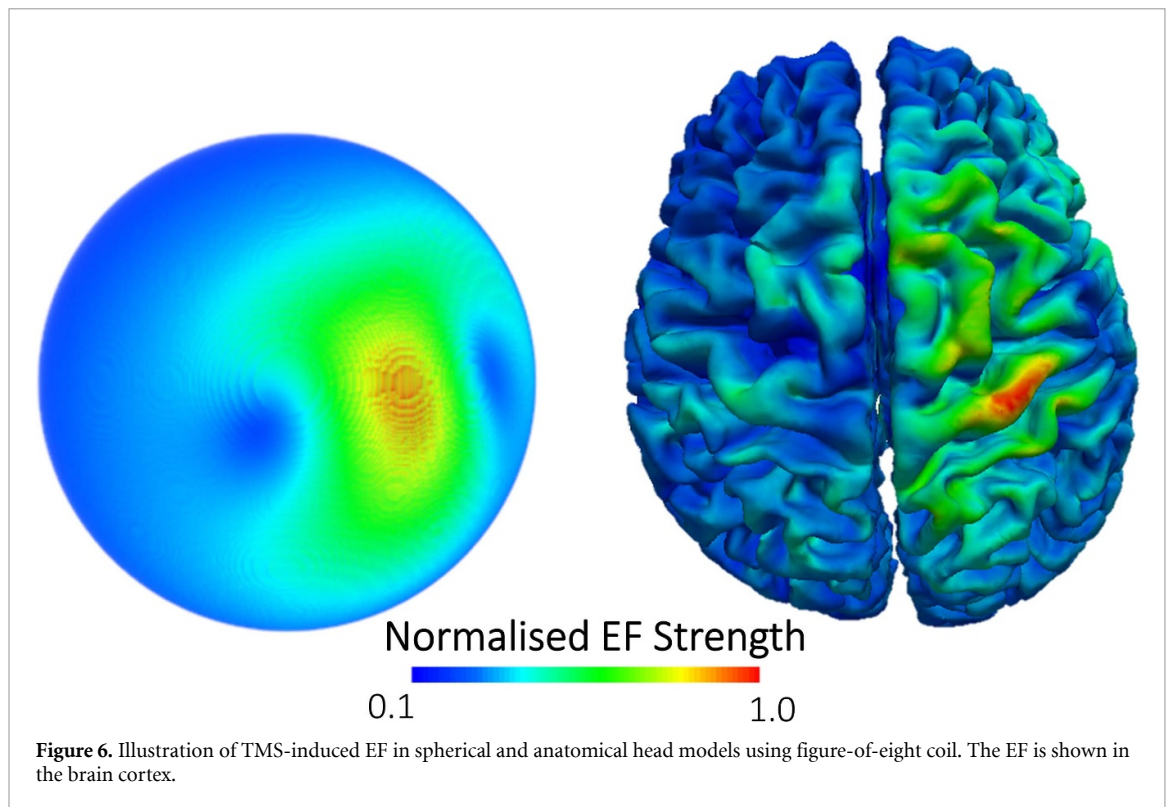 Normalised EF Strength
0.1
1.0
Figure 6. Illustration of TMS-induced EF in spherical and anatomical head models using figure-of-eight coil. The EF is shown in
the brain cortex.